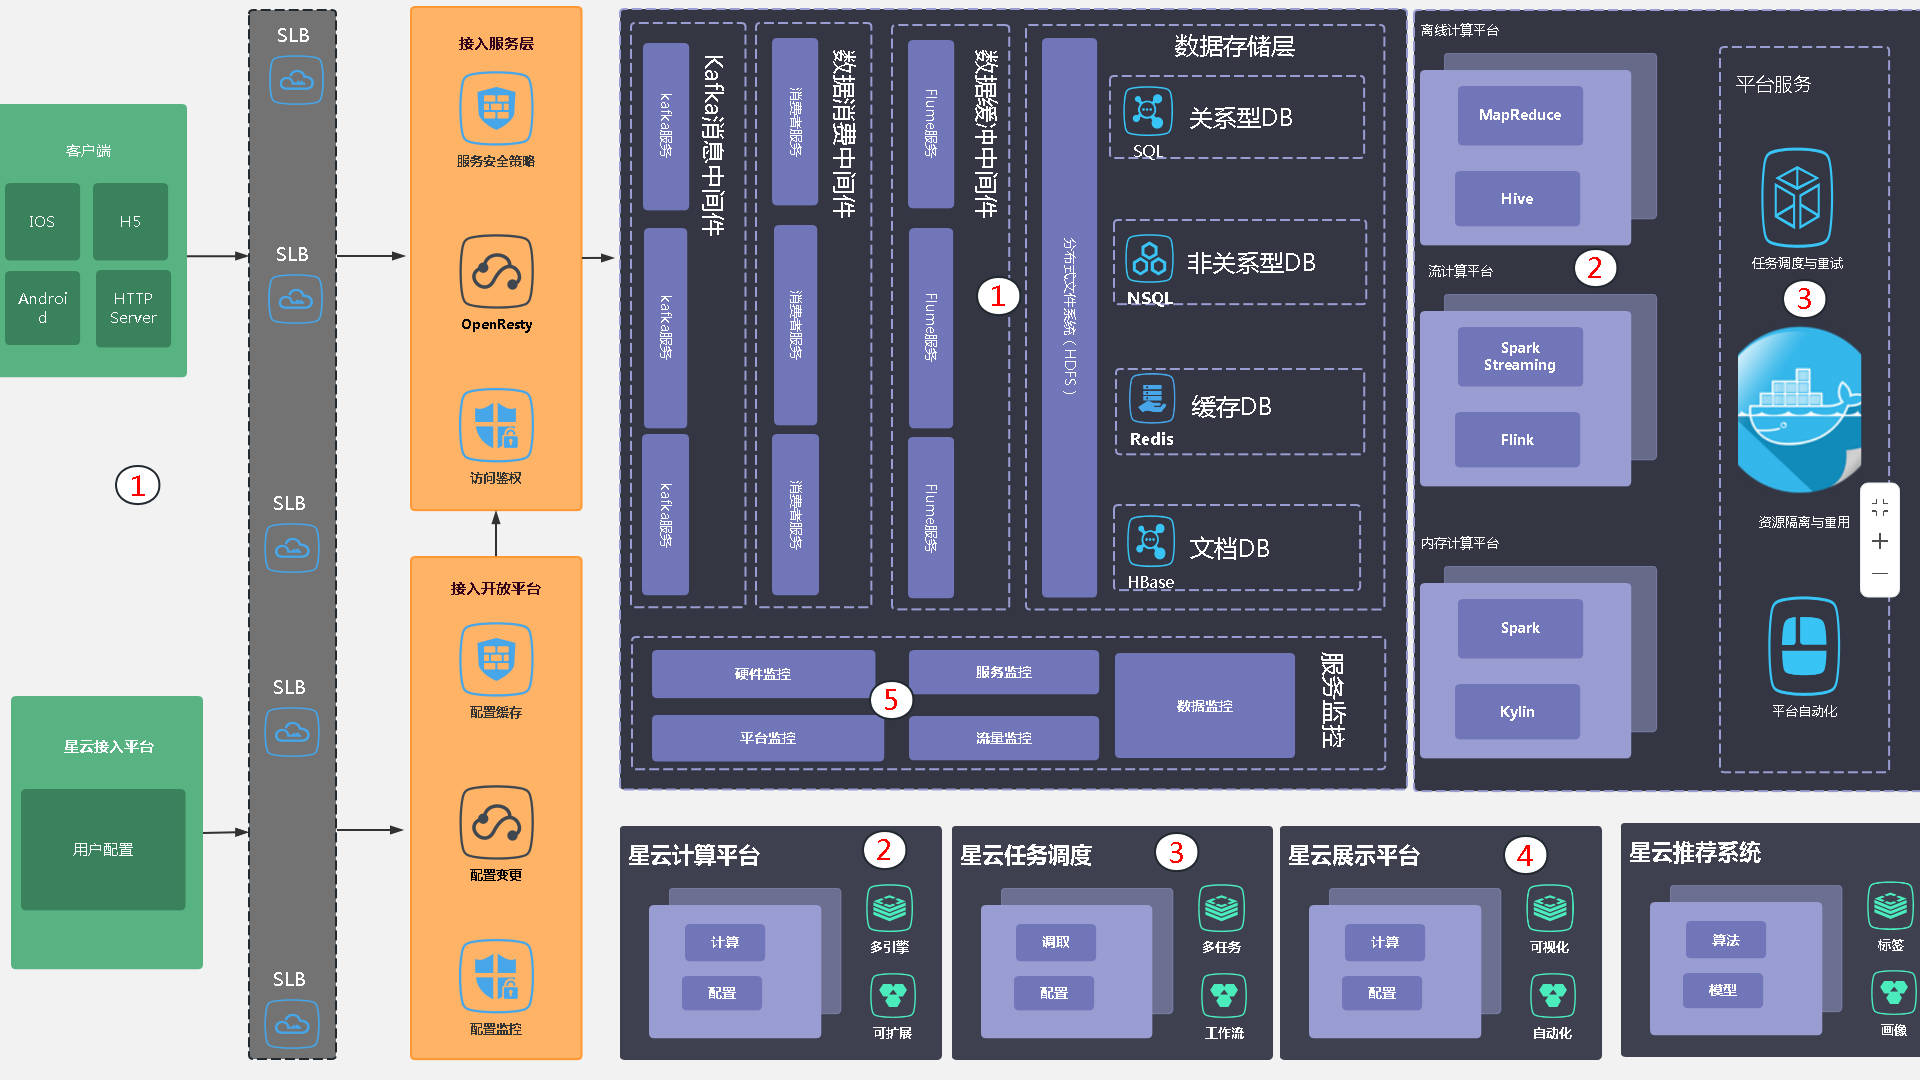 客户端
IOS
H5
Androi
d
HTTP
Server
1
星云接入平台
用户配置
SLB
SLB
SLB
SLB
SLB
接入服务层
服务安全策略
OpenResty
访问鉴权
接入开放平台
配置缓存
配置变更
配置监控
kafka服务
kafka服务
kafka服务
Kafka消息中间件
消费者服务
消费者服务
消费者服务
数据消费中间件
Flume服务
Flume服务
Flume服务
数据缓冲中间件
1
数据存储层
分布式文件系统（HDFS）
关系型DB
SQL
非关系型DB
NSQL
缓存DB
Redis
文档DB
HBase
硬件监控
服务监控
平台监控
流量监控
5
数据监控
服务监控
离线计算平台
MapReduce
Hive
2
流计算平台
Spark
Streaming
Flink
内存计算平台
Spark
Kylin
平台服务
任务调度与重试
3
资源隔离与重用
平台自动化
星云计算平台
2
计算
配置
多引擎
可扩展
星云任务调度
3
调取
配置
多任务
工作流
星云展示平台
4
计算
配置
可视化
自动化
星云推荐系统
算法
模型
标签
画像